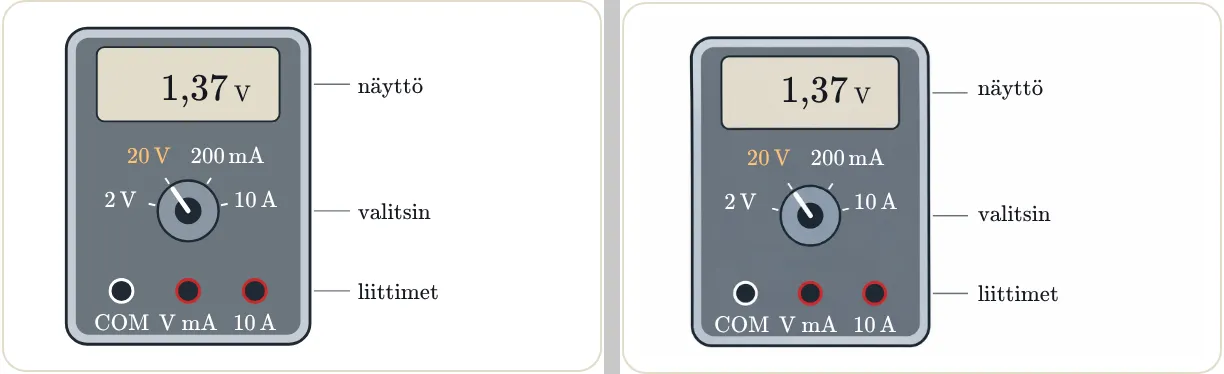 1,37 V
näyttö
20 V 200 mA
2 V 10 A
valitsin
liittimet
COM V mA 10 A
1,37 V
näyttö
20 V 200 mA
2 V 10 A
valitsin
liittimet
COM V mA 10 A